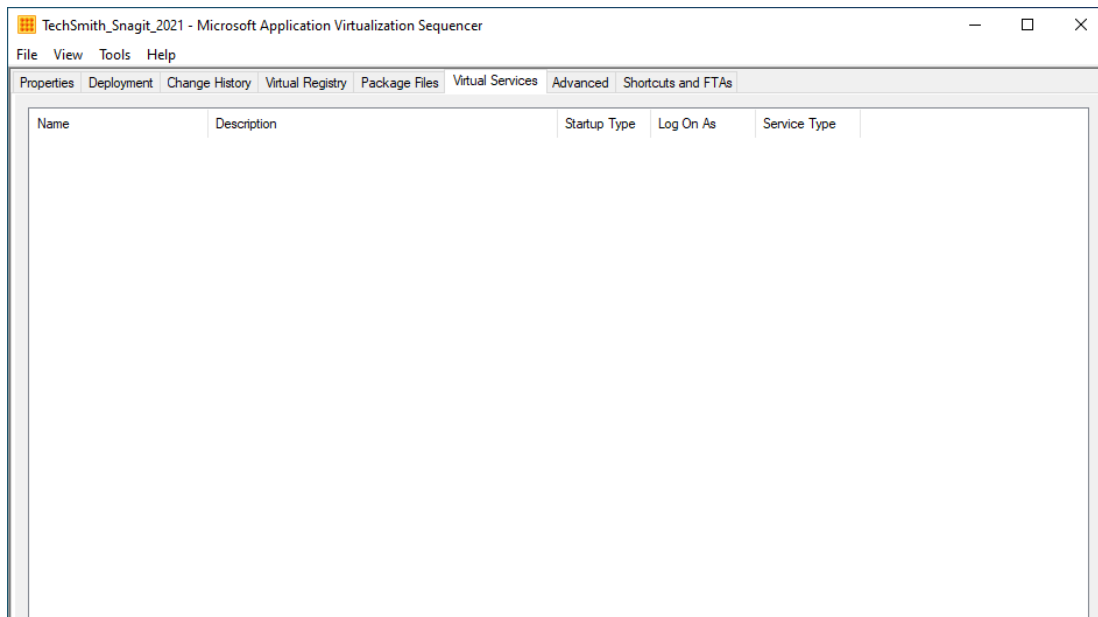 TechSmith_Snagit_2021 - Microsoft Application Virtualization Sequencer
File View Tools Help
Properties Deployment Change History Virtual Registry Package Files Virtual Services Advanced Shortcuts and FTAs
Name Description Startup Type Log On As Service Type